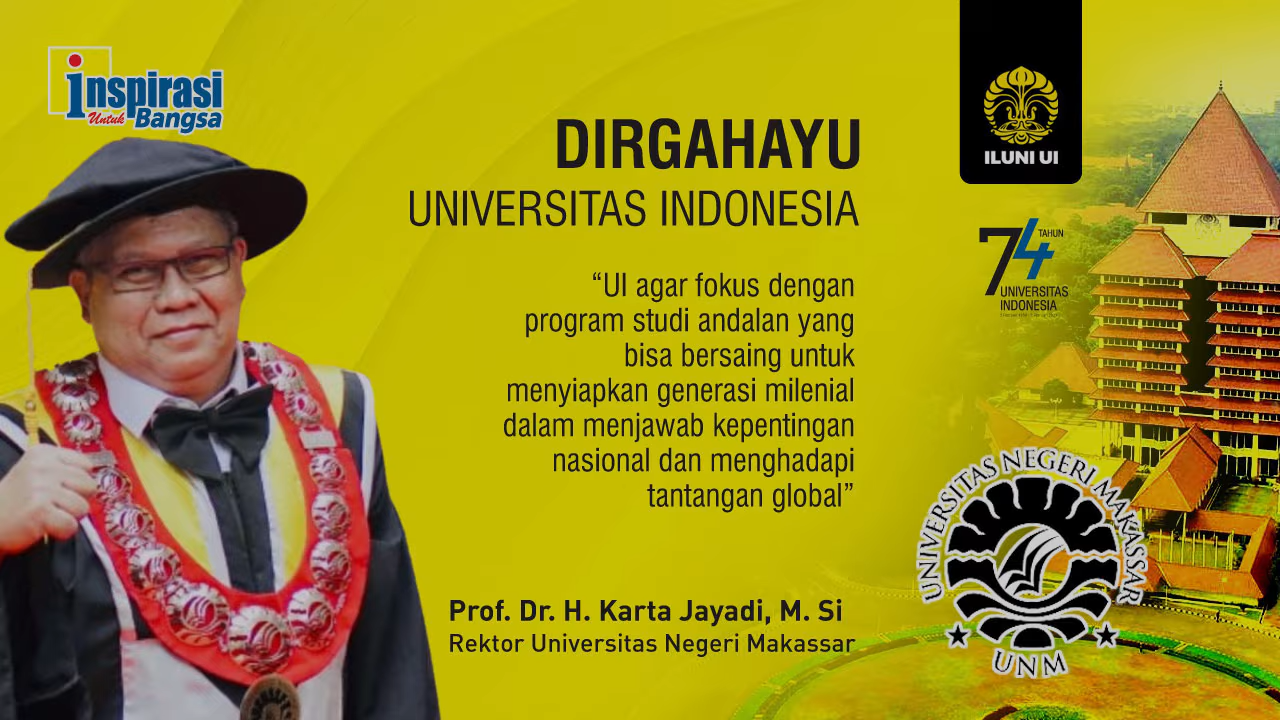 inspirasi
Untuk Bangsa
DIRGAHAYU
UNIVERSITAS INDONESIA
“UI agar fokus dengan
program studi andalan yang
bisa bersaing untuk
menyiapkan generasi milenial
dalam menjawab kepentingan
nasional dan menghadapi
tantangan global”
Prof. Dr. H. Karta Jayadi, M. Si
Rektor Universitas Negeri Makassar
ILUNI UI
74 TAHUN
UNIVERSITAS
INDONESIA
UNIVERSITAS NEGERI MAKASSAR
UNM